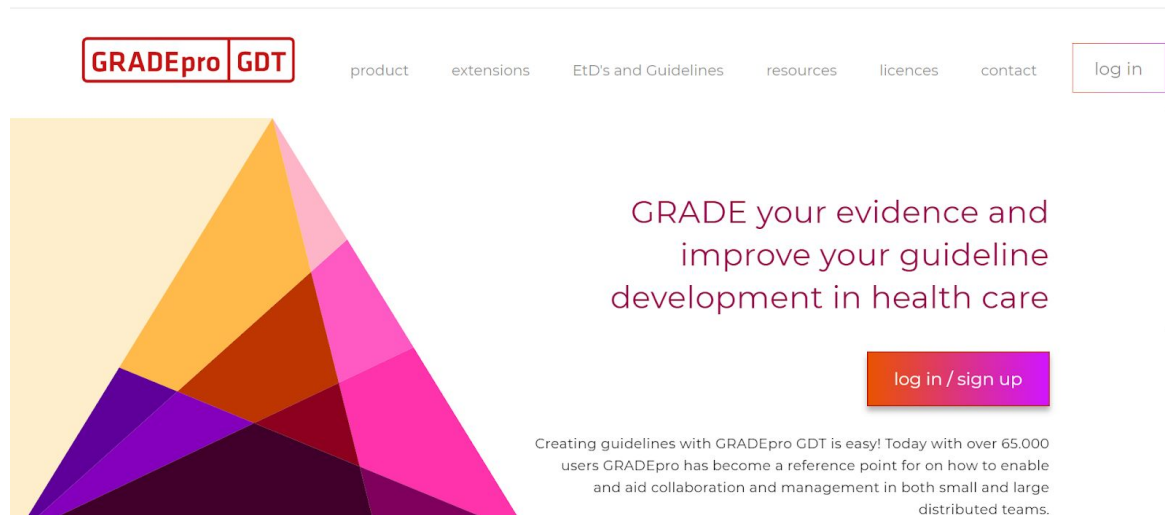 GRADEpro GDT
product extensions EtD's and Guidelines resources licences contact log in
GRADE your evidence and
improve your guideline
development in health care
log in / sign up
Creating guidelines with GRADEpro GDT is easy! Today with over 65.000
users GRADEpro has become a reference point for on how to enable
and aid collaboration and management in both small and large
distributed teams.